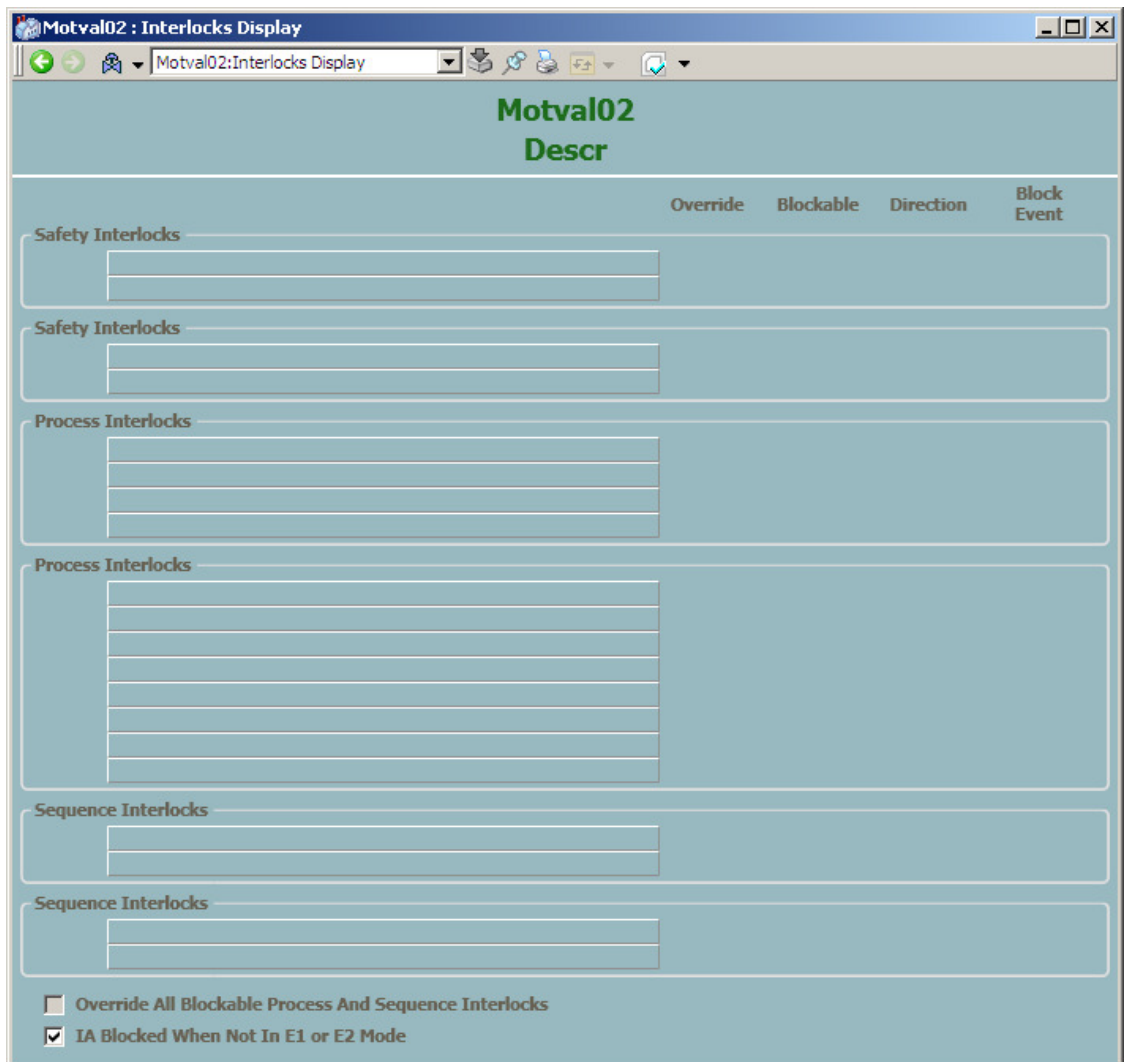 Motval02 : Interlocks Display
Motval02:Interlocks Display
Motval02
Descr
Override Blockable Direction Block Event
Safety Interlocks
Safety Interlocks
Process Interlocks
Process Interlocks
Sequence Interlocks
Sequence Interlocks
Override All Blockable Process And Sequence Interlocks
IA Blocked When Not In E1 or E2 Mode